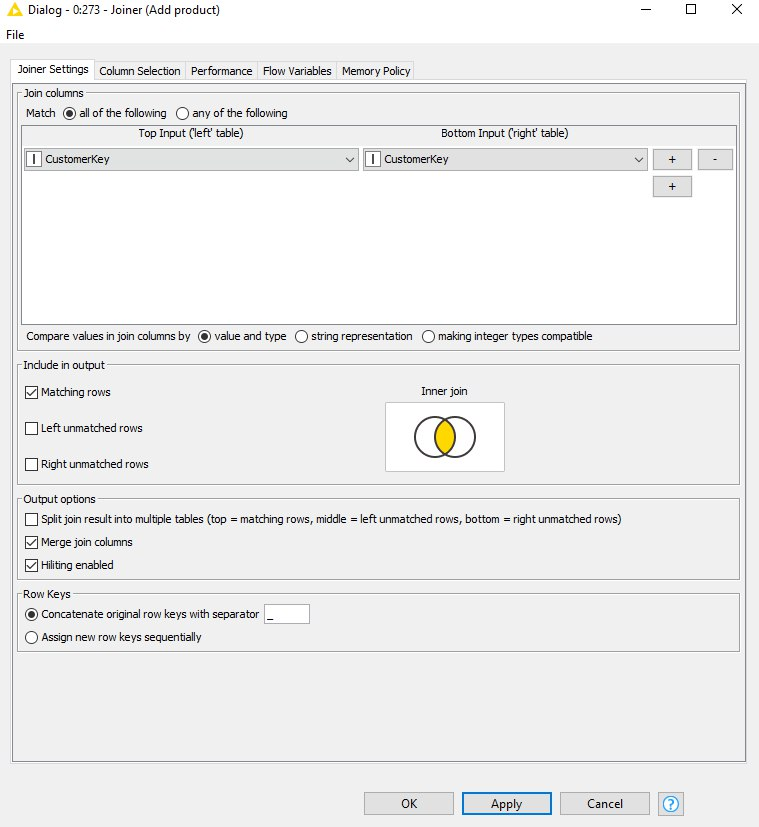 Dialog - 0:273 - Joiner (Add product)
File
Joiner Settings Column Selection Performance Flow Variables Memory Policy
Join columns
Match all of the following any of the following
Top Input ('left' table) Bottom Input ('right' table)
I CustomerKey I CustomerKey + -
+
Compare values in join columns by value and type string representation making integer types compatible
Include in output
Matching rows
Inner join
Left unmatched rows
Right unmatched rows
Output options
Split join result into multiple tables (top = matching rows, middle = left unmatched rows, bottom = right unmatched rows)
Merge join columns
Hiliting enabled
Row Keys
Concatenate original row keys with separator _
Assign new row keys sequentially
OK Apply Cancel ?